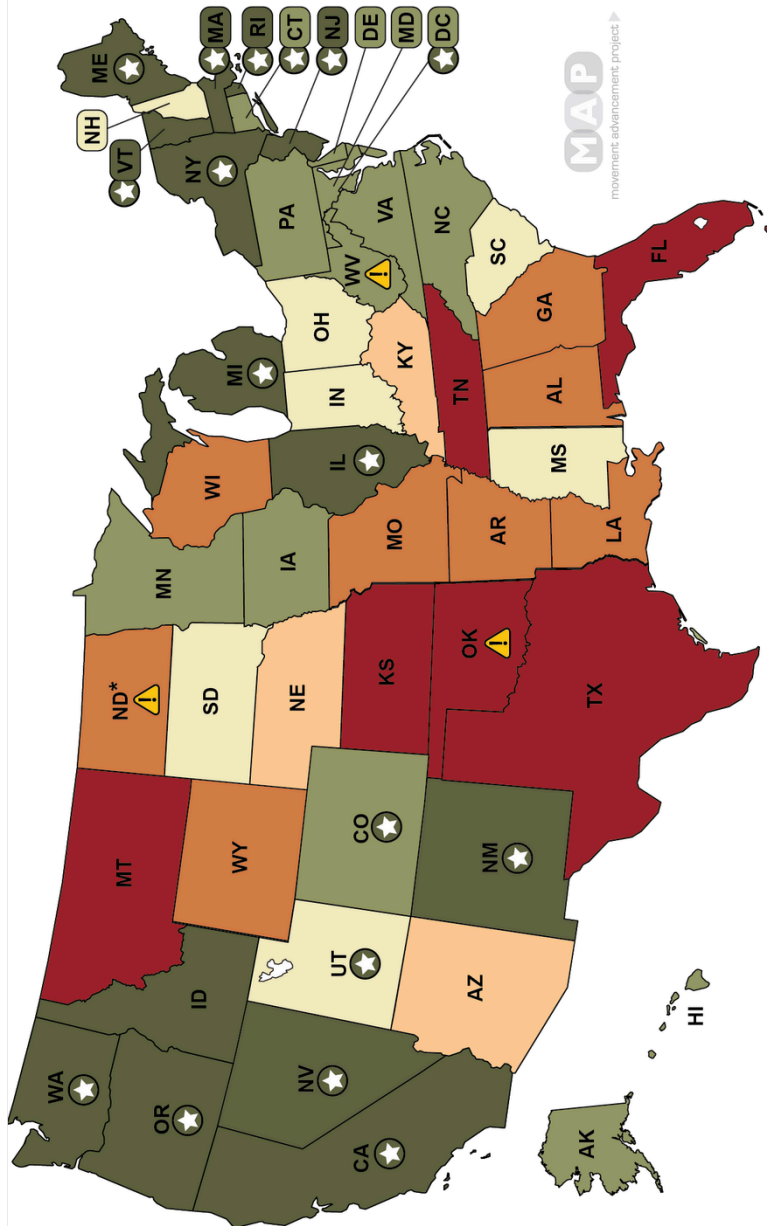 WA
OR
CA
NV
ID
MT
WY
UT
AZ
CO
NM
ND*
SD
NE
KS
OK
TX
MN
IA
MO
AR
LA
WI
IL
MI
IN
OH
KY
TN
MS
AL
GA
FL
SC
NC
VA
WV
PA
NY
VT
NH
ME
MA
RI
CT
NJ
DE
MD
DC
AK
HI
MAP
movement advancement project